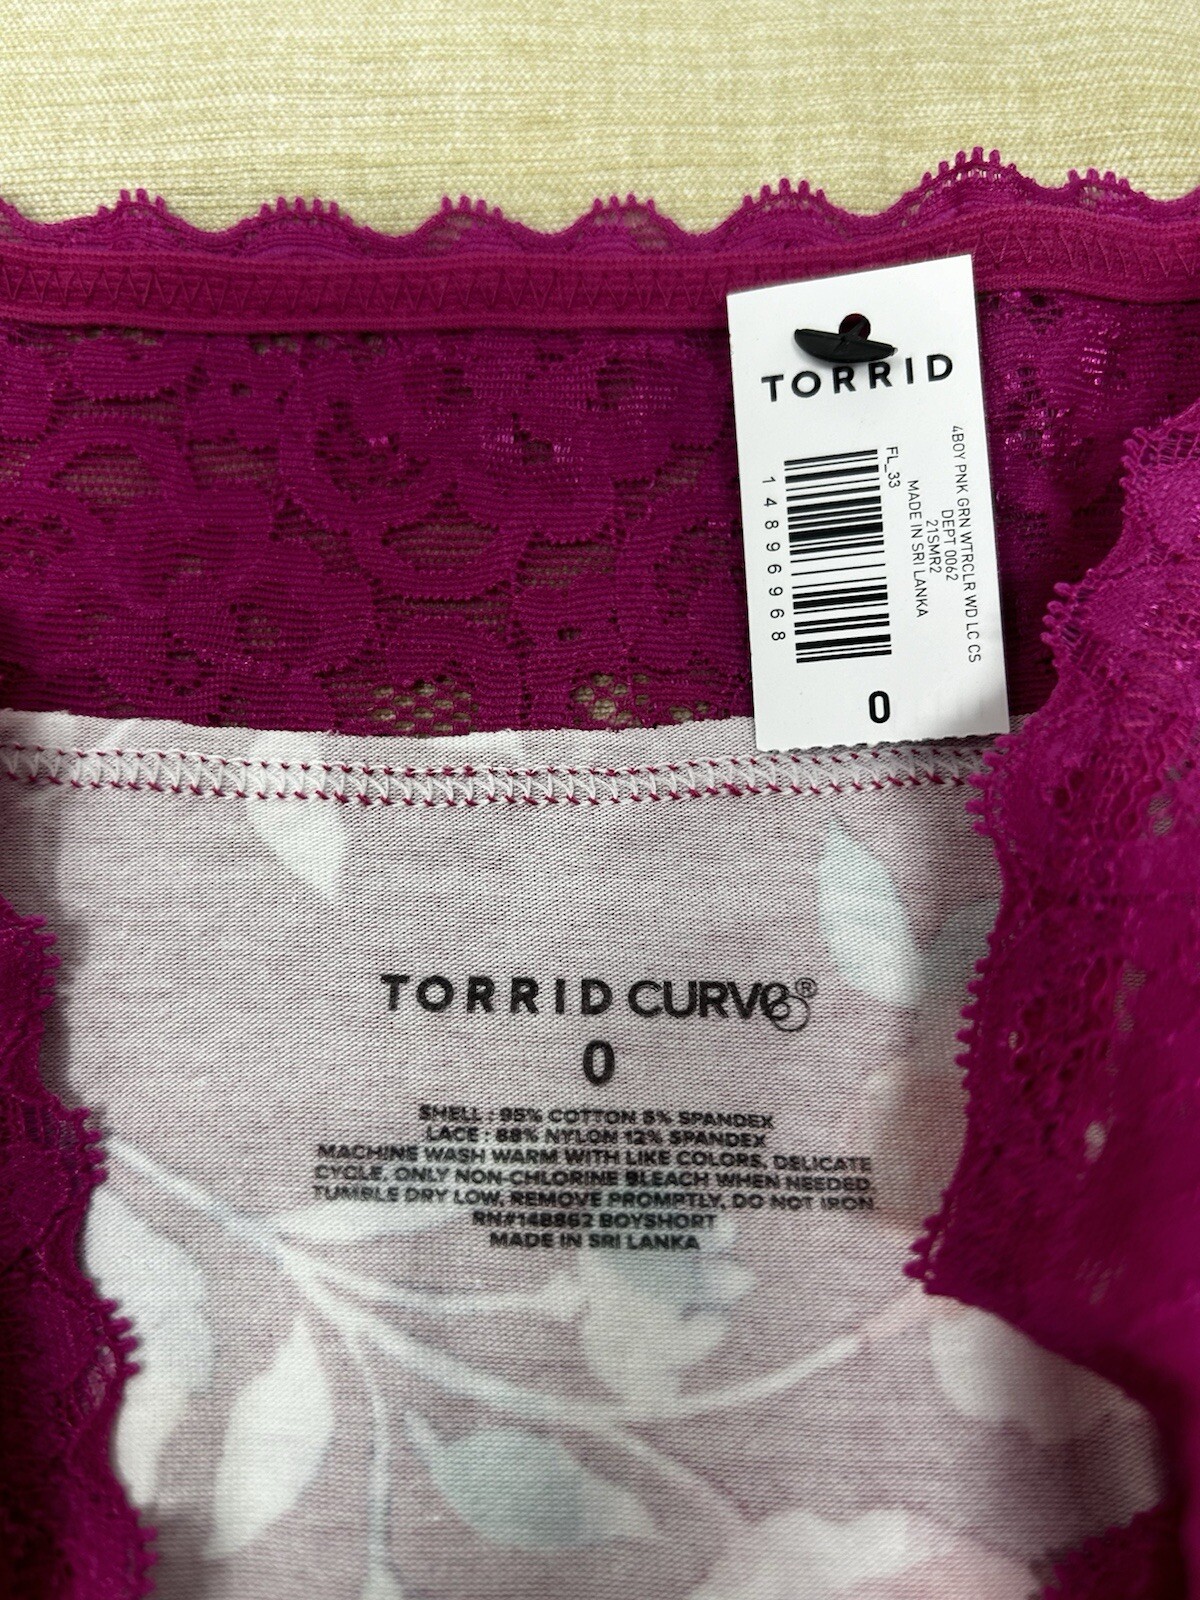 TORRID
4BOY PNK GRN WTRCLR WD LC CS
DEPT 0062
21SMR2
MADE IN SRI LANKA
FL_33
14896968
0
TORRID CURVE®
0
SHELL : 95% COTTON 5% SPANDEX
LACE : 88% NYLON 12% SPANDEX
MACHINE WASH WARM WITH LIKE COLORS, DELICATE
CYCLE, ONLY NON-CHLORINE BLEACH WHEN NEEDED,
TUMBLE DRY LOW, REMOVE PROMPTLY, DO NOT IRON
RN#148862 BOYSHORT
MADE IN SRI LANKA